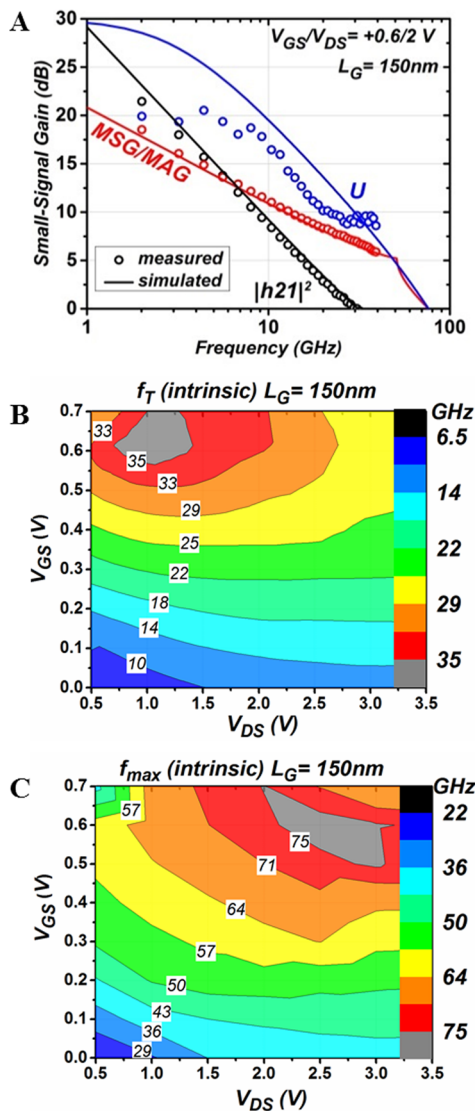 A
V_GS/V_DS = +0.6/2 V
L_G = 150nm
MSG/MAG
U
measured
simulated
|h21|²
Small-Signal Gain (dB)
30
25
20
15
10
5
0
1 10 100
Frequency (GHz)
B
f_T (intrinsic) L_G= 150nm
GHz
6.5
14
22
29
35
33
35
33
29
25
22
18
14
10
V_GS (V)
0.7
0.6
0.5
0.4
0.3
0.2
0.1
0.0
0.5 1.0 1.5 2.0 2.5 3.0 3.5
V_DS (V)
C
f_max (intrinsic) L_G= 150nm
GHz
22
36
50
64
75
57
75
71
64
57
50
43
36
29
V_GS (V)
0.7
0.6
0.5
0.4
0.3
0.2
0.1
0.0
0.5 1.0 1.5 2.0 2.5 3.0 3.5
V_DS (V)